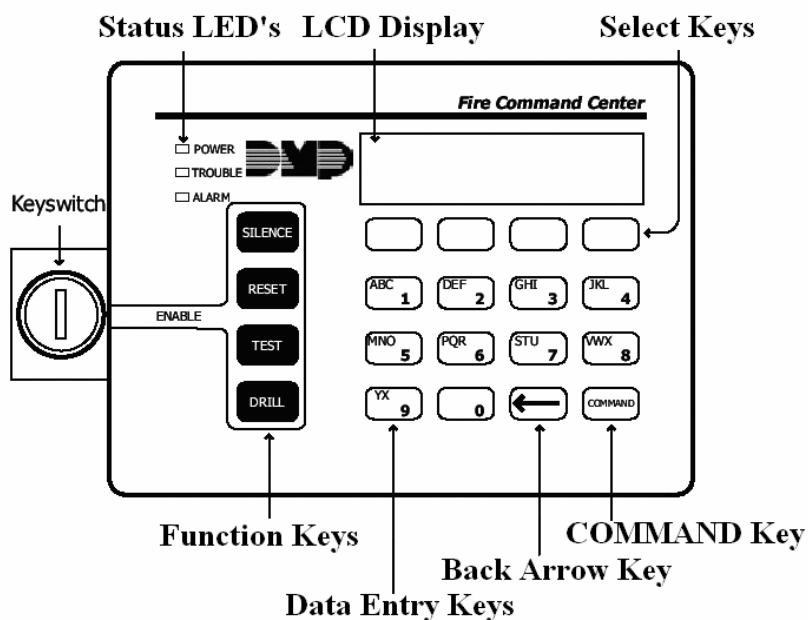 Status LED's LCD Display Select Keys
Fire Command Center
POWER
TROUBLE
ALARM
DMP
Keyswitch
ENABLE
SILENCE
RESET
TEST
DRILL
ABC 1 DEF 2 GHI 3 JKL 4
MNO 5 PQR 6 STU 7 VWX 8
YX 9 0 COMMAND
Function Keys
COMMAND Key
Back Arrow Key
Data Entry Keys